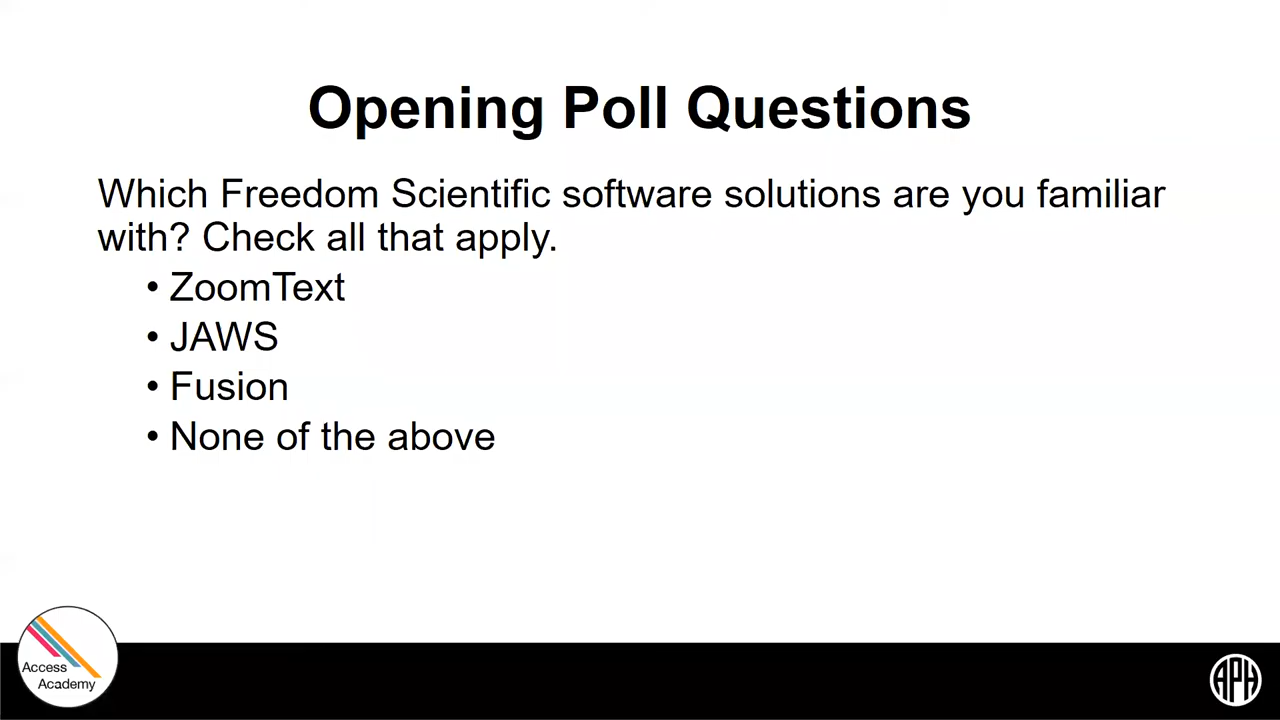 Opening Poll Questions
Which Freedom Scientific software solutions are you familiar
with? Check all that apply.
• ZoomText
• JAWS
• Fusion
• None of the above
Access
Academy
APH